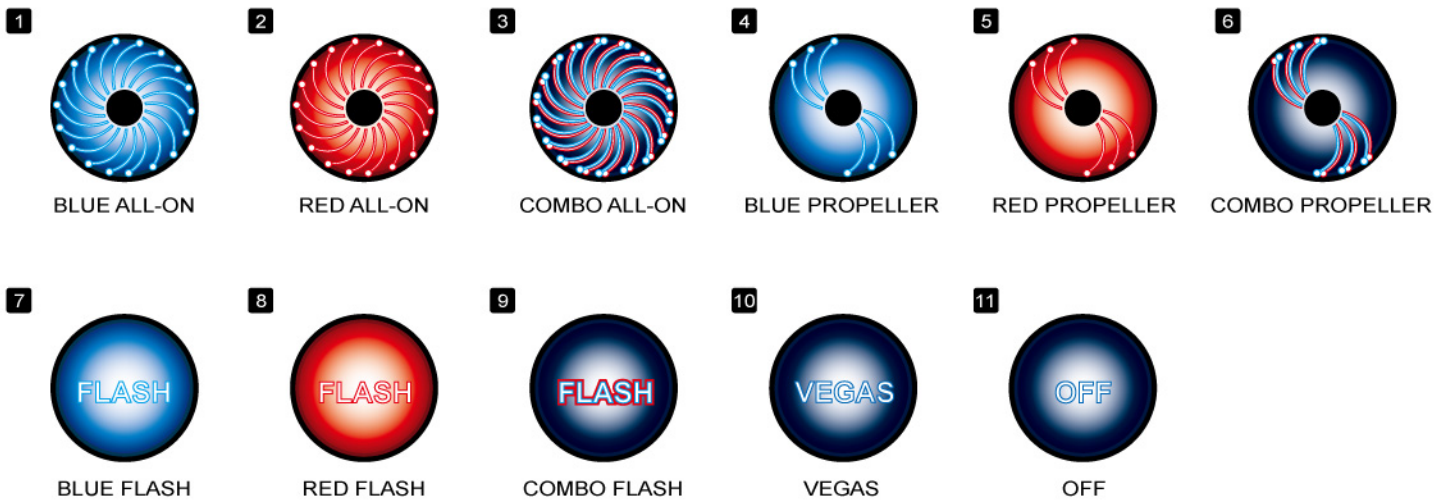 1 2 3 4 5 6
BLUE ALL-ON RED ALL-ON COMBO ALL-ON BLUE PROPELLER RED PROPELLER COMBO PROPELLER
7 8 9 10 11
FLASH FLASH FLASH VEGAS OFF
BLUE FLASH RED FLASH COMBO FLASH VEGAS OFF